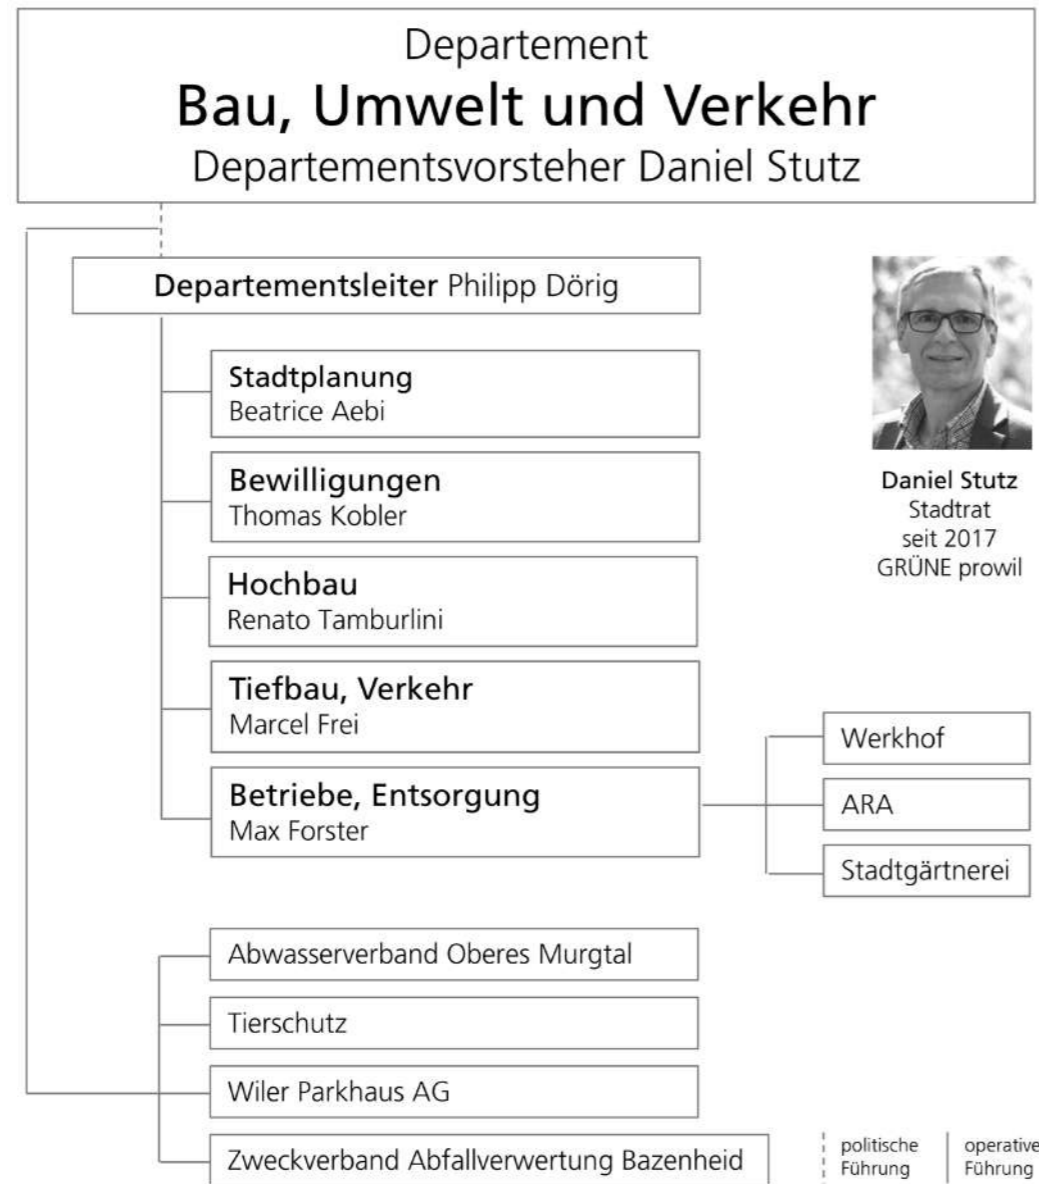 Departement
Bau, Umwelt und Verkehr
Departementsvorsteher Daniel Stutz
Departementsleiter Philipp Dörig
Stadtplanung
Beatrice Aebi
Bewilligungen
Thomas Kobler
Hochbau
Renato Tamburlini
Tiefbau, Verkehr
Marcel Frei
Betriebe, Entsorgung
Max Forster
Werkhof
ARA
Stadtgärtnerei
Daniel Stutz
Stadtrat
seit 2017
GRÜNE prowil
Abwasserverband Oberes Murgtal
Tierschutz
Wiler Parkhaus AG
Zweckverband Abfallverwertung Bazenheid
politische
Führung
operative
Führung